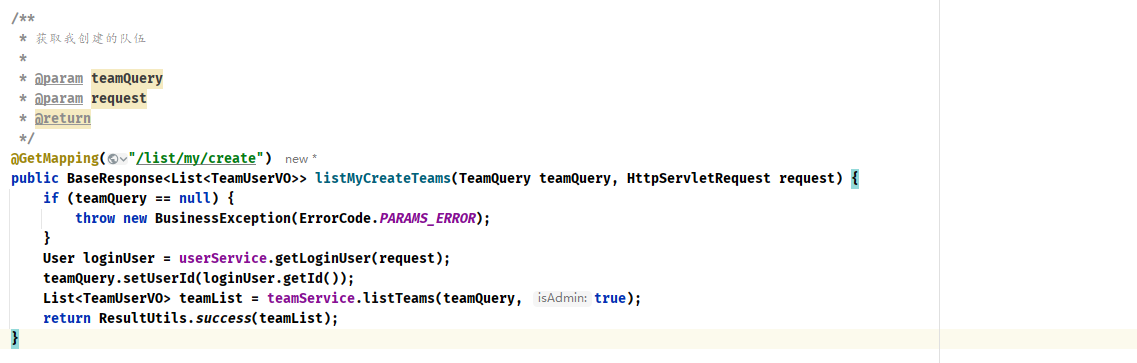 /**
 * 获取我创建的队伍
 *
 * @param teamQuery
 * @param request
 * @return
 */
@GetMapping("/list/my/create") new *
public BaseResponse<List<TeamUserVO>> listMyCreateTeams(TeamQuery teamQuery, HttpServletRequest request) {
    if (teamQuery == null) {
        throw new BusinessException(ErrorCode.PARAMS_ERROR);
    }
    User loginUser = userService.getLoginUser(request);
    teamQuery.setUserId(loginUser.getId());
    List<TeamUserVO> teamList = teamService.listTeams(teamQuery, isAdmin: true);
    return ResultUtils.success(teamList);
}